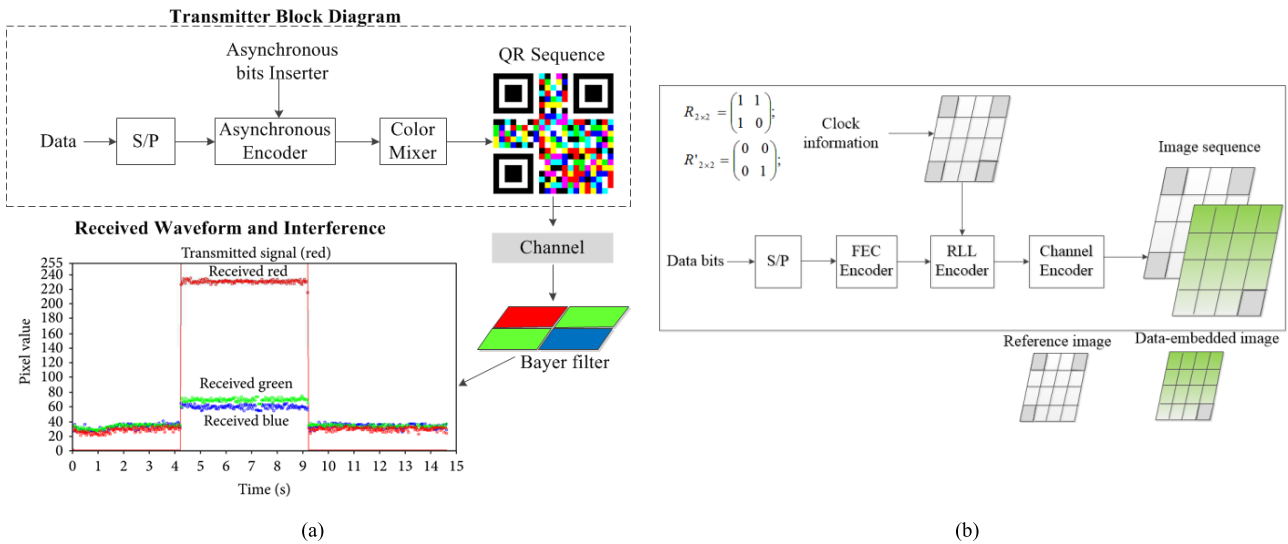 Transmitter Block Diagram
Asynchronous
bits Inserter
QR Sequence
Data
S/P
Asynchronous
Encoder
Color
Mixer
Channel
Bayer filter
Received Waveform and Interference
Transmitted signal (red)
Received red
Received green
Received blue
Pixel value
255
240
220
200
180
160
140
120
100
80
60
40
20
0
0 1 2 3 4 5 6 7 8 9 10 11 12 13 14 15
Time (s)
(a)
R2×2 = (1 1
1 0);
R'2×2 = (0 0
0 1);
Clock
information
Image sequence
Data bits
S/P
FEC
Encoder
RLL
Encoder
Channel
Encoder
Reference image
Data-embedded image
(b)